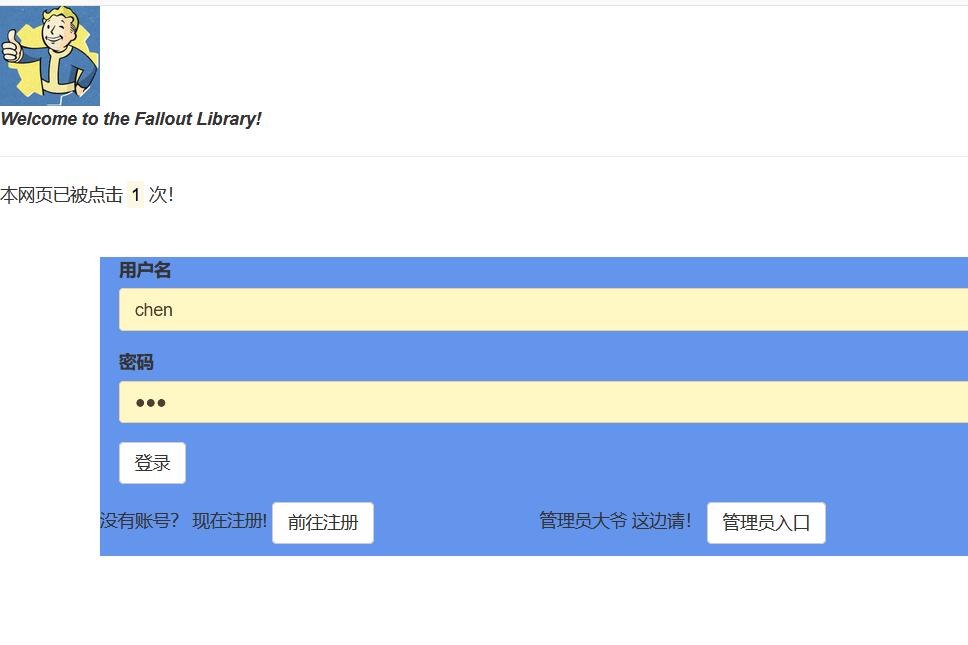 Welcome to the Fallout Library!
本网页已被点击 1 次!
用户名
chen
密码
●●●
登录
没有账号? 现在注册! 前往注册 管理员大爷 这边请! 管理员入口